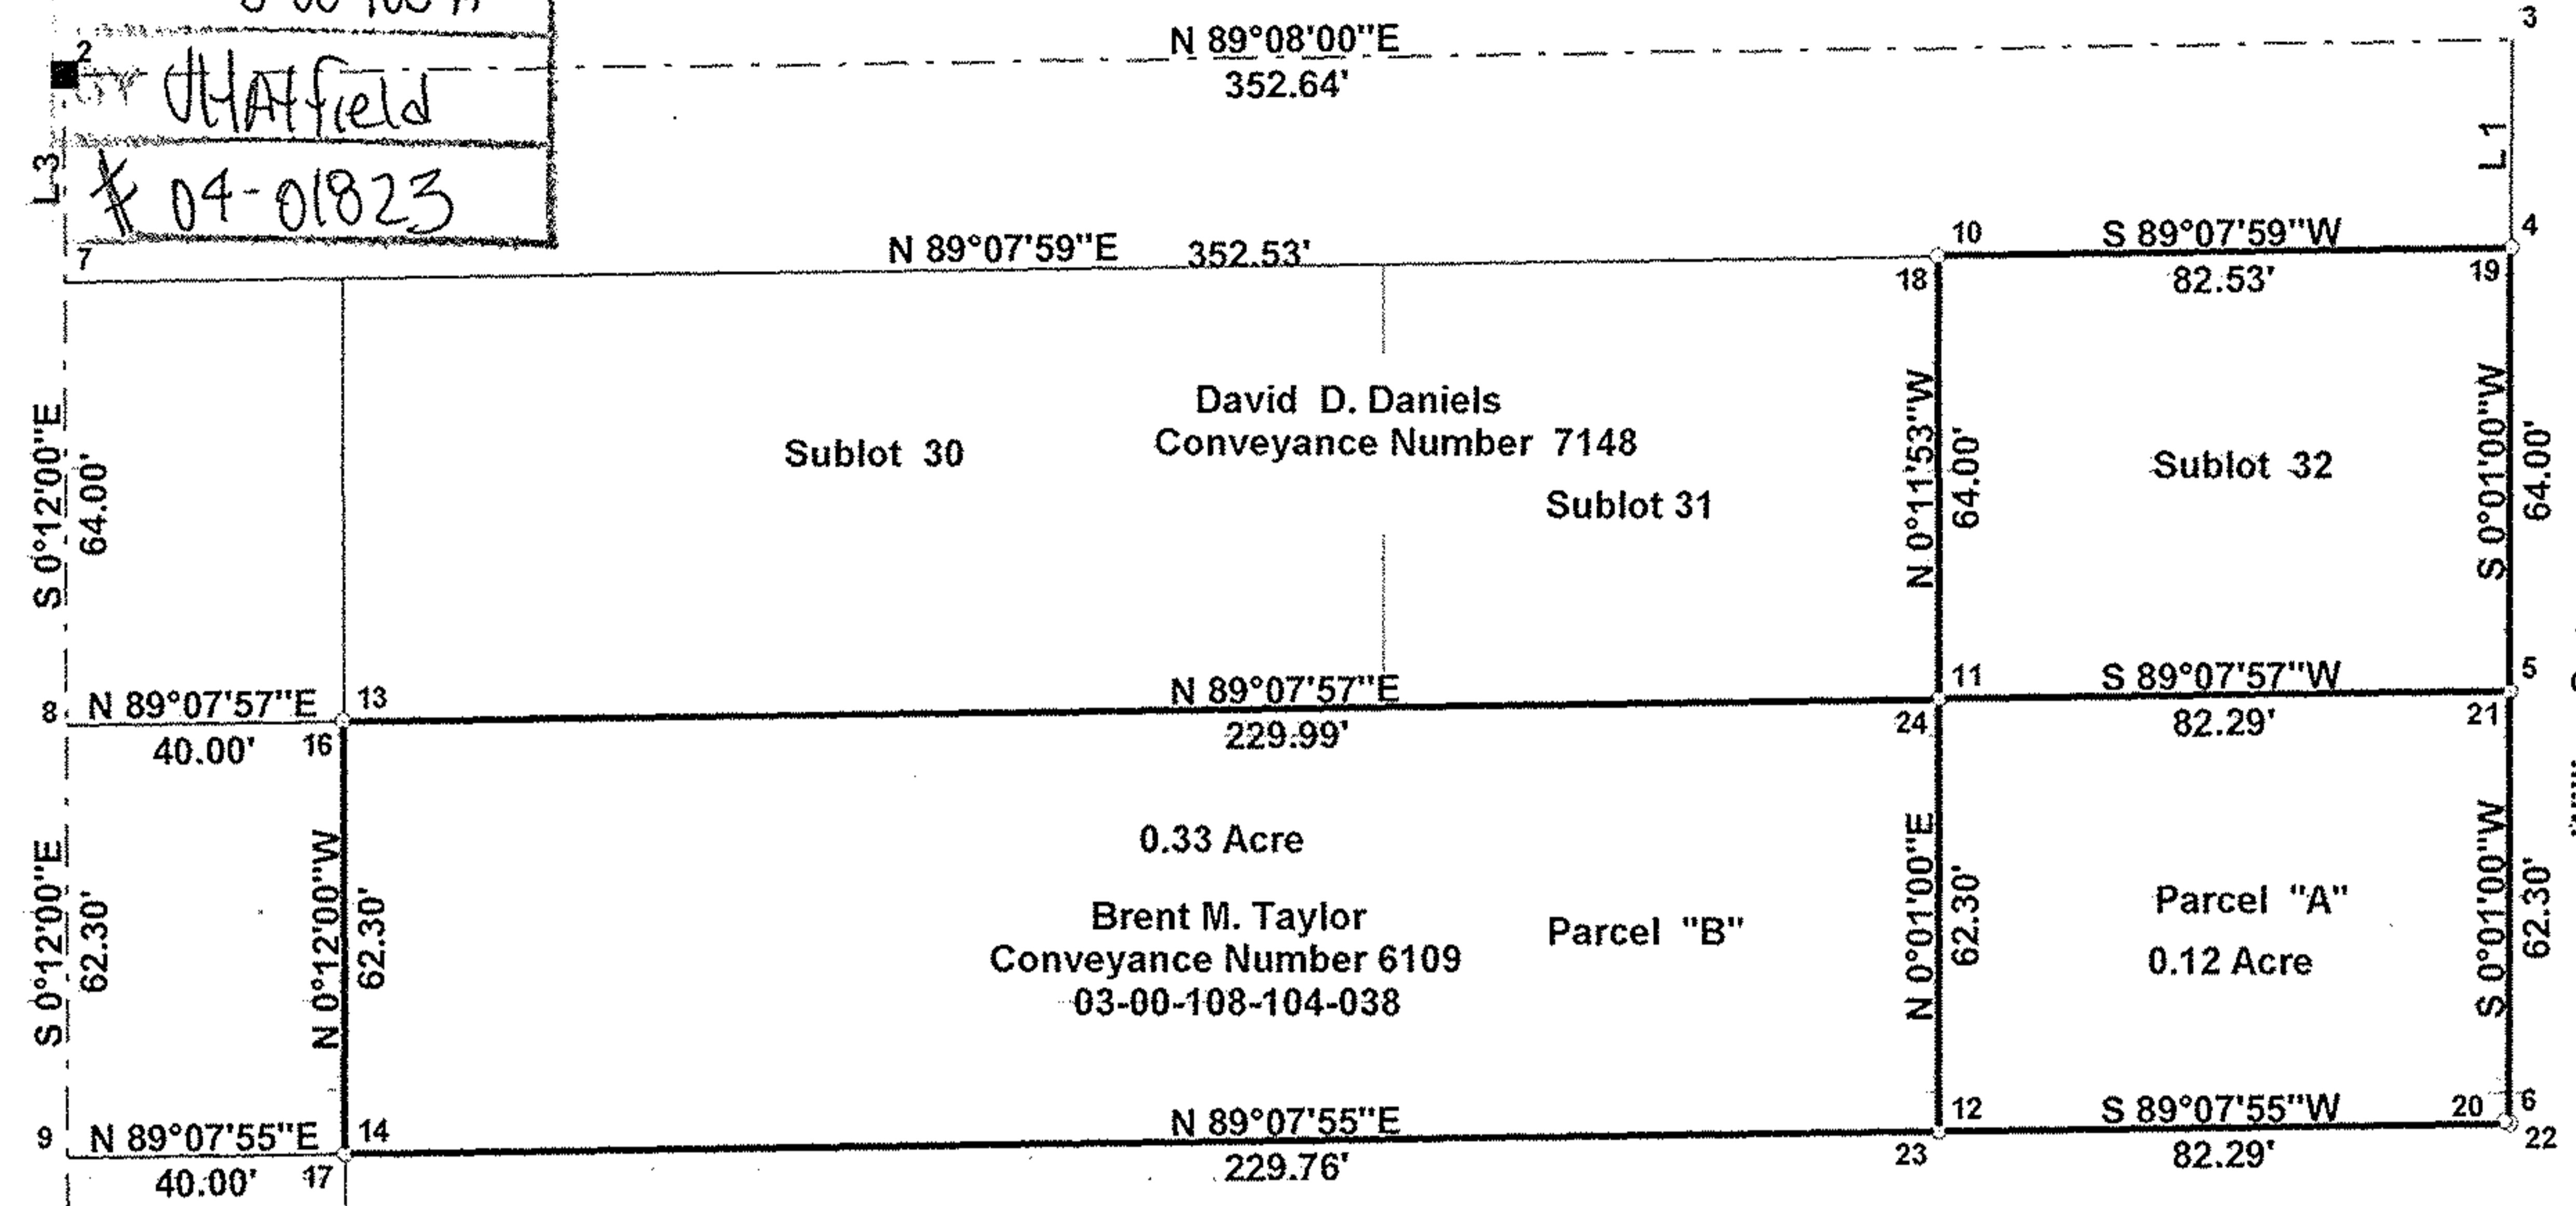 2
JHAtfield
# 04-01823
N 89°08'00"E
352.64'
3
L 3
L 1
7
N 89°07'59"E 352.53'
10
S 89°07'59"W
4
18
82.53'
19
S 0°12'00"E
64.00'
Sublot 30
David D. Daniels
Conveyance Number 7148
Sublot 31
N 0°11'53"W
64.00'
Sublot 32
S 0°01'00"W
64.00'
8
N 89°07'57"E
13
N 89°07'57"E
11
S 89°07'57"W
5
40.00'
16
229.99'
24
82.29'
21
S 0°12'00"E
62.30'
N 0°12'00"W
62.30'
0.33 Acre
Brent M. Taylor
Conveyance Number 6109
03-00-108-104-038
Parcel "B"
N 0°01'00"E
62.30'
Parcel "A"
0.12 Acre
S 0°01'00"W
62.30'
9
N 89°07'55"E
14
N 89°07'55"E
12
S 89°07'55"W
20
6
40.00'
17
229.76'
23
82.29'
22